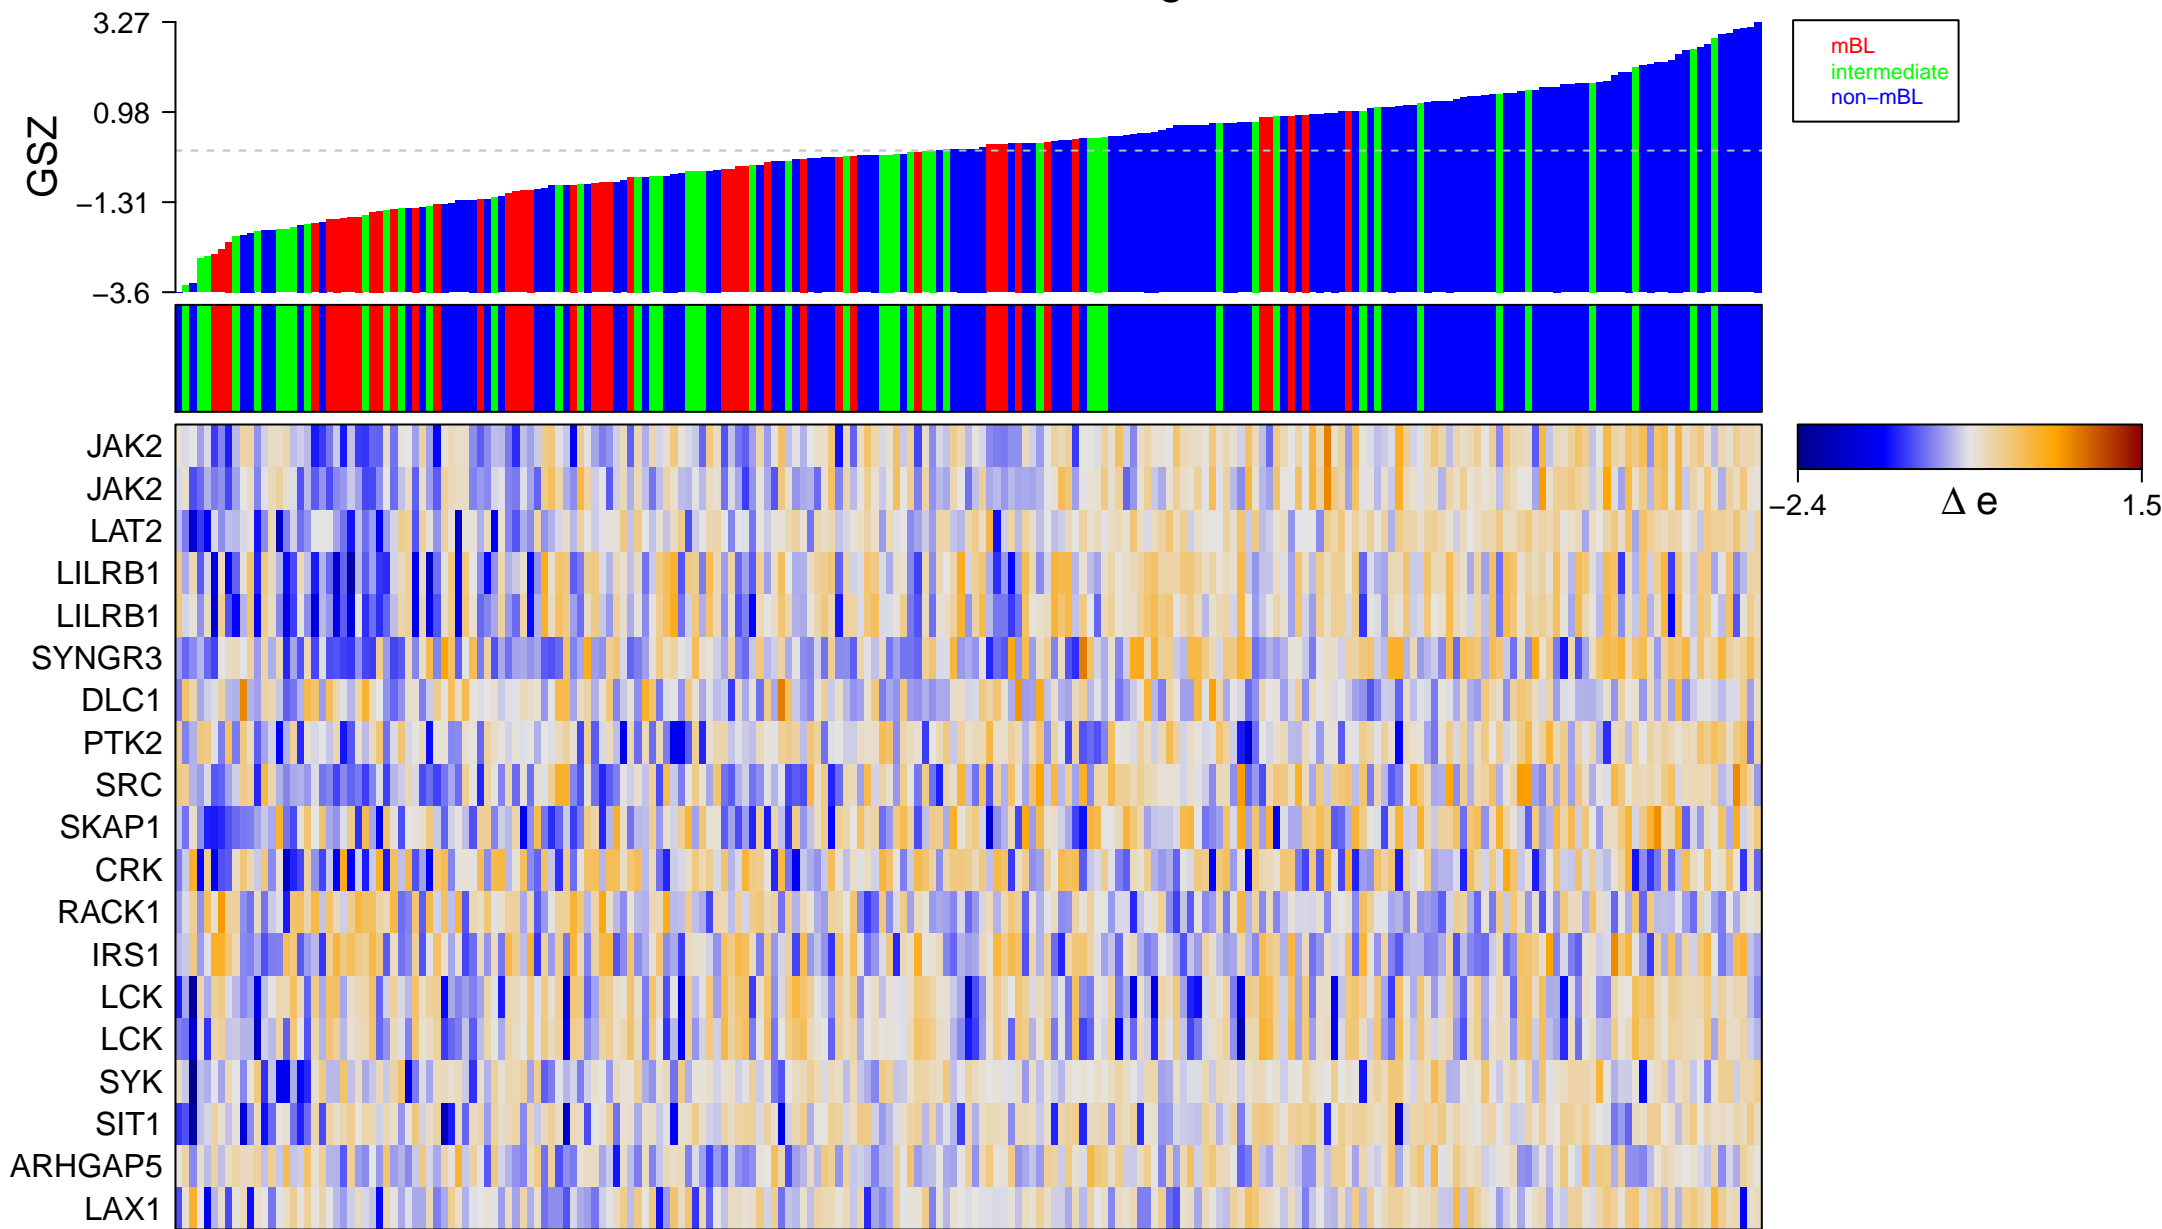 g
3.27
0.98
−1.31
−3.6
GSZ
mBL
intermediate
non−mBL
JAK2
JAK2
LAT2
LILRB1
LILRB1
SYNGR3
DLC1
PTK2
SRC
SKAP1
CRK
RACK1
IRS1
LCK
LCK
SYK
SIT1
ARHGAP5
LAX1
−2.4 Δ e 1.5